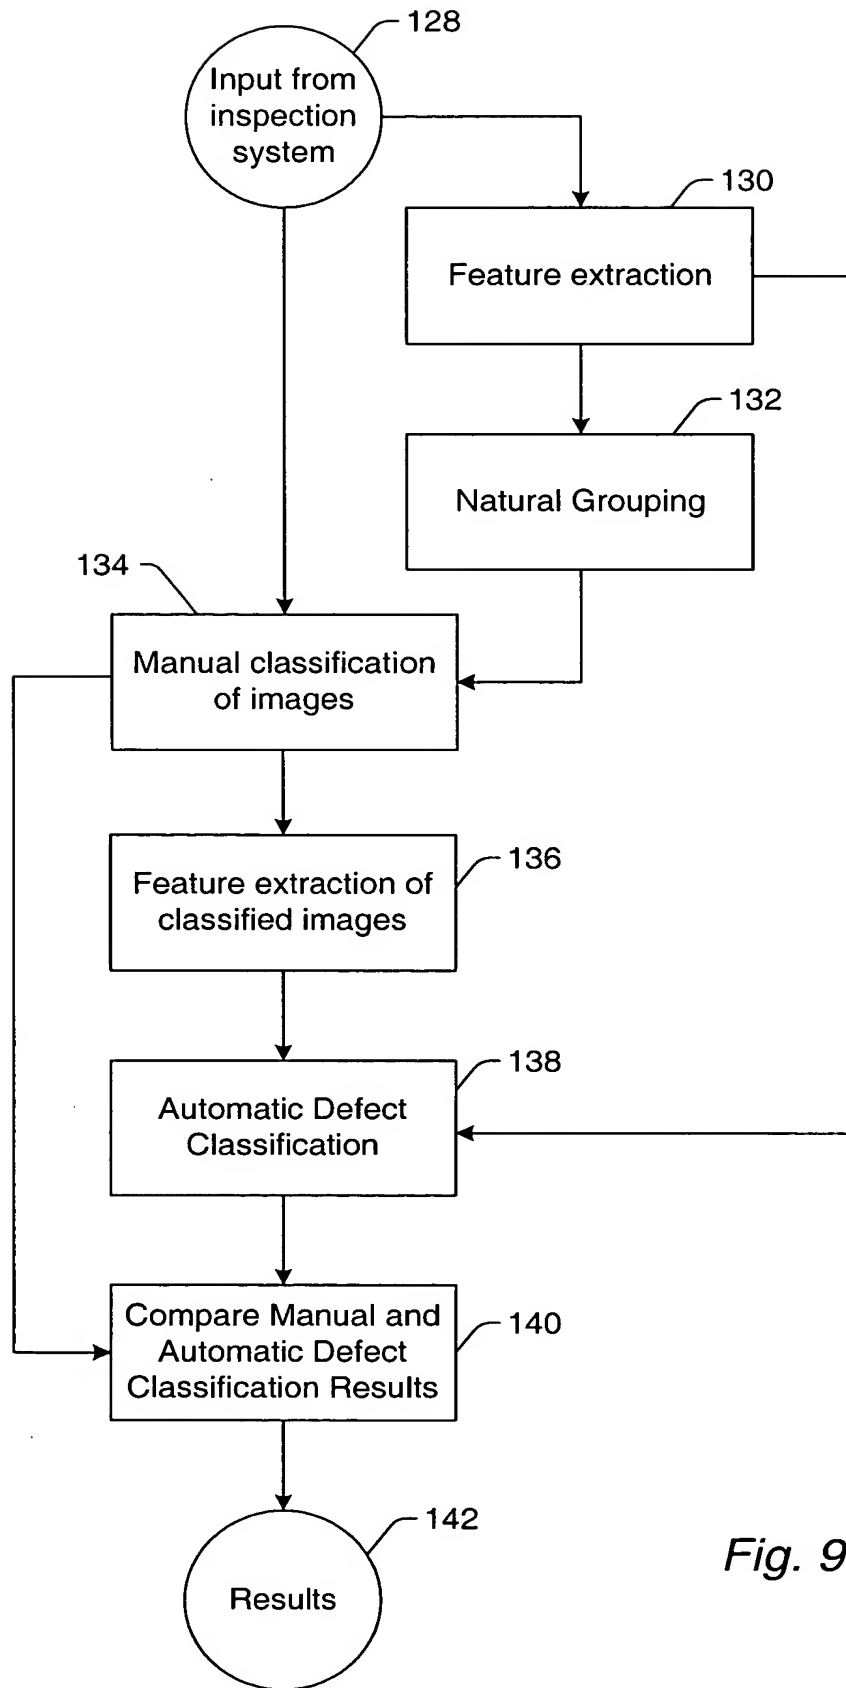 128
Input from
inspection
system
130
Feature extraction
132
Natural Grouping
134
Manual classification
of images
136
Feature extraction of
classified images
138
Automatic Defect
Classification
Compare Manual and
Automatic Defect
Classification Results
140
142
Results
Fig. 9